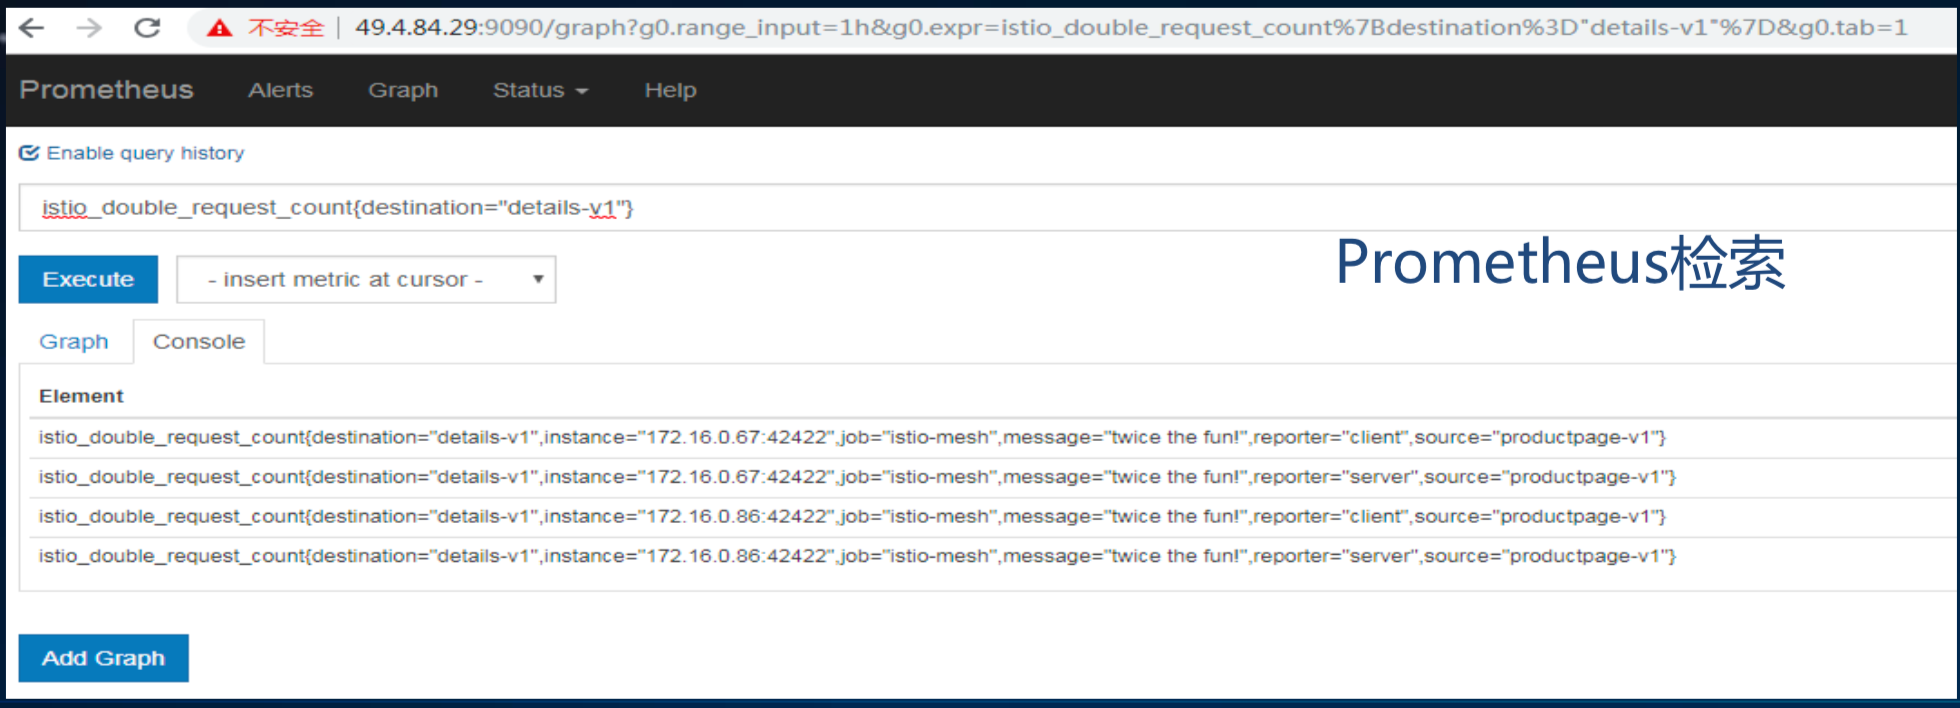 不安全 | 49.4.84.29:9090/graph?g0.range_input=1h&g0.expr=istio_double_request_count%7Bdestination%3D"details-v1"%7D&g0.tab=1
Prometheus Alerts Graph Status Help
Enable query history
istio_double_request_count{destination="details-v1"}
Prometheus检索
Execute - insert metric at cursor -
Graph Console
Element
istio_double_request_count{destination="details-v1",instance="172.16.0.67:42422",job="istio-mesh",message="twice the fun!",reporter="client",source="productpage-v1"}
istio_double_request_count{destination="details-v1",instance="172.16.0.67:42422",job="istio-mesh",message="twice the fun!",reporter="server",source="productpage-v1"}
istio_double_request_count{destination="details-v1",instance="172.16.0.86:42422",job="istio-mesh",message="twice the fun!",reporter="client",source="productpage-v1"}
istio_double_request_count{destination="details-v1",instance="172.16.0.86:42422",job="istio-mesh",message="twice the fun!",reporter="server",source="productpage-v1"}
Add Graph